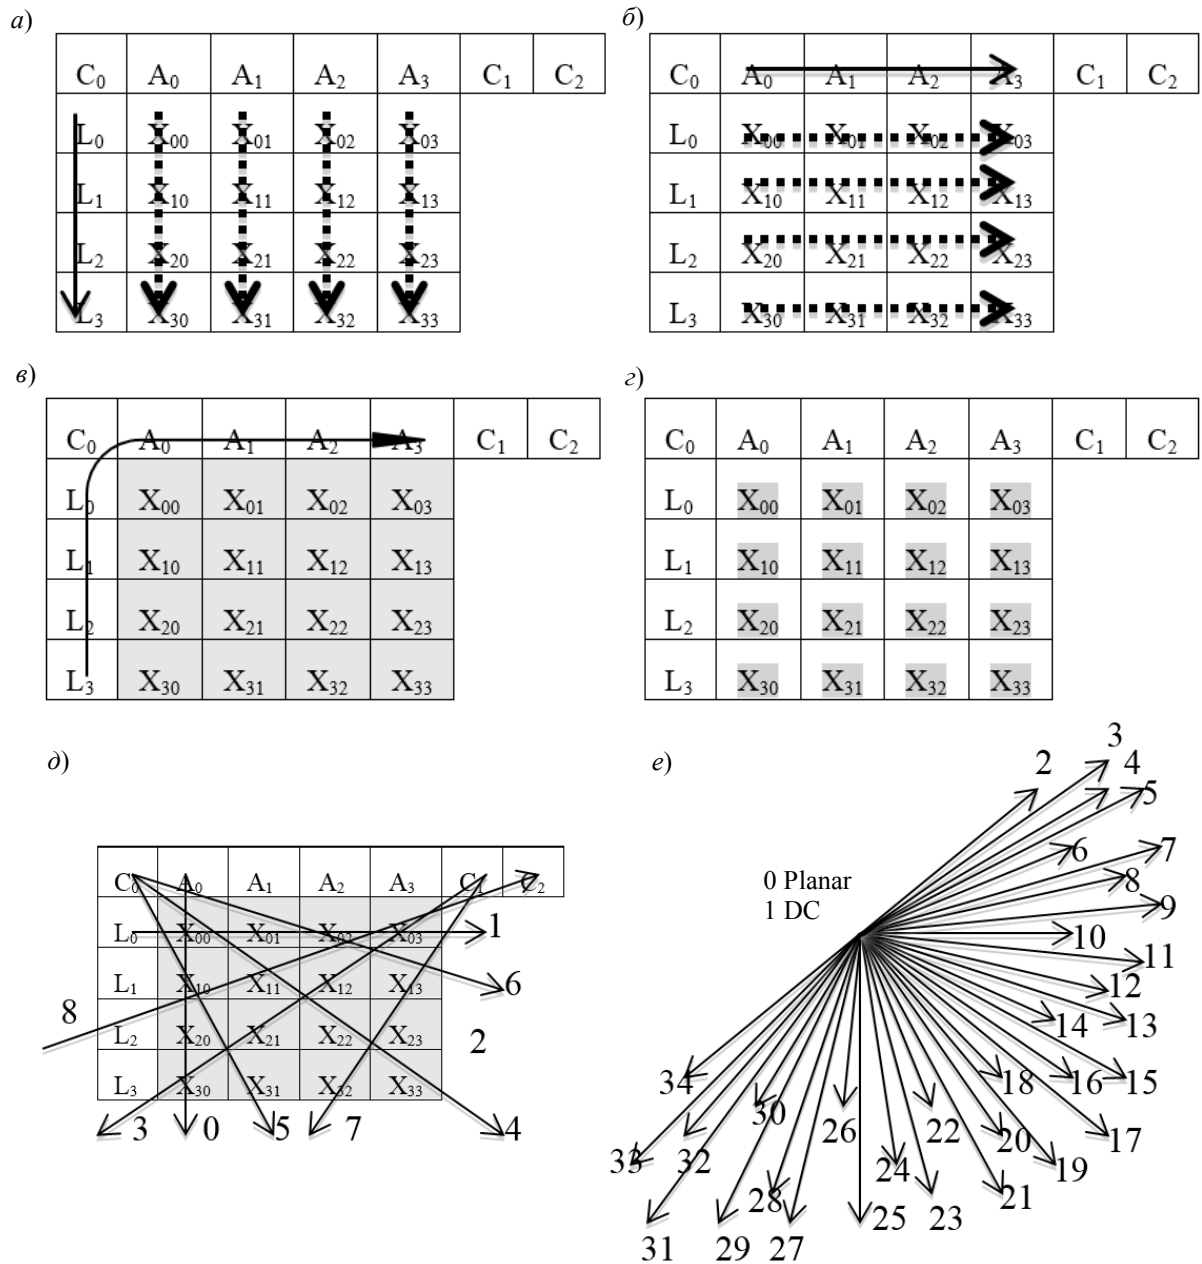 а) б)
C0 A0 A1 A2 A3 C1 C2
L0 X00 X01 X02 X03
L1 X10 X11 X12 X13
L2 X20 X21 X22 X23
L3 X30 X31 X32 X33
C0 A0 A1 A2 A3 C1 C2
L0 X00 X01 X02 X03
L1 X10 X11 X12 X13
L2 X20 X21 X22 X23
L3 X30 X31 X32 X33
в) г)
C0 A0 A1 A2 A3 C1 C2
L0 X00 X01 X02 X03
L1 X10 X11 X12 X13
L2 X20 X21 X22 X23
L3 X30 X31 X32 X33
C0 A0 A1 A2 A3 C1 C2
L0 X00 X01 X02 X03
L1 X10 X11 X12 X13
L2 X20 X21 X22 X23
L3 X30 X31 X32 X33
д)
C0 A0 A1 A2 A3 C1 C2
L0 X00 X01 X02 X03 1
L1 X10 X11 X12 X13 6
8
L2 X20 X21 X22 X23 2
L3 X30 X31 X32 X33
3 0 5 7 4
е)
3
2 4
5
6 7
0 Planar
8
1 DC
9
10
11
12
14 13
34 18 16 15
30
26 22 20 17
33 32 24 19
28 21
25 23
31 29 27